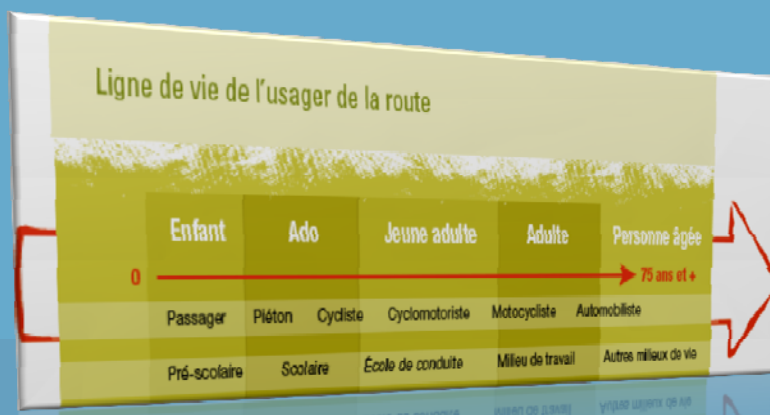 Ligne de vie de l'usager de la route
Enfant Ado Jeune adulte Adulte Personne âgée
0 75 ans et +
Passager Piéton Cycliste Cyclomotoriste Motocycliste Automobiliste
Pré-scolaire Scolaire École de conduite Milieu de travail Autres milieux de vie